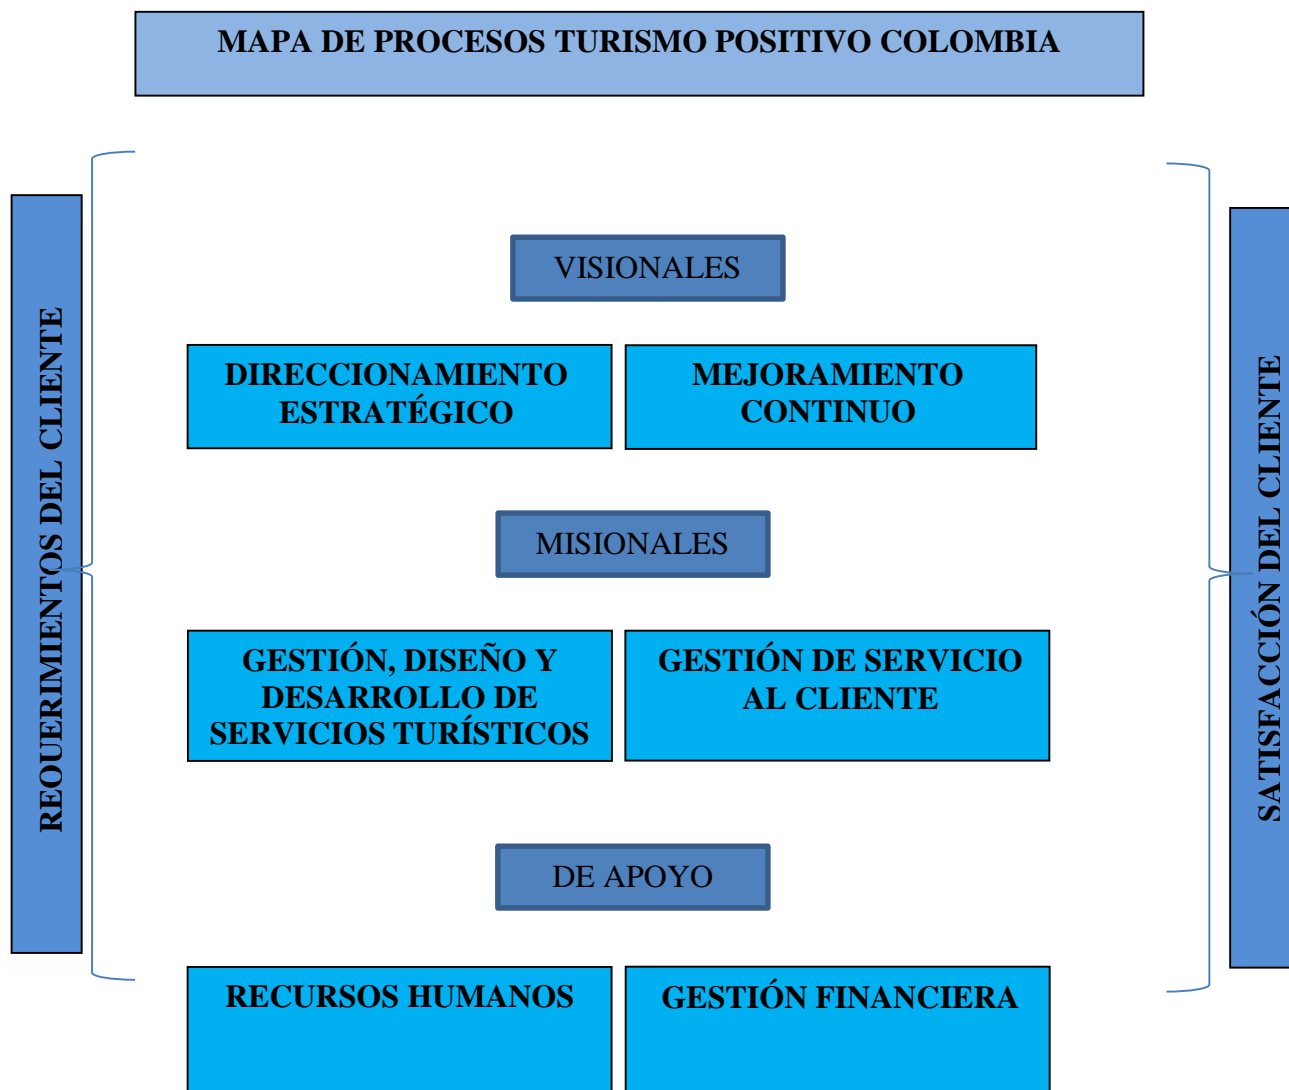 MAPA DE PROCESOS TURISMO POSITIVO COLOMBIA
REQUERIMIENTOS DEL CLIENTE
VISIONALES
DIRECCIONAMIENTO
ESTRATÉGICO
MEJORAMIENTO
CONTINUO
MISIONALES
GESTIÓN, DISEÑO Y
DESARROLLO DE
SERVICIOS TURÍSTICOS
GESTIÓN DE SERVICIO
AL CLIENTE
DE APOYO
RECURSOS HUMANOS
GESTIÓN FINANCIERA
SATISFACCIÓN DEL CLIENTE